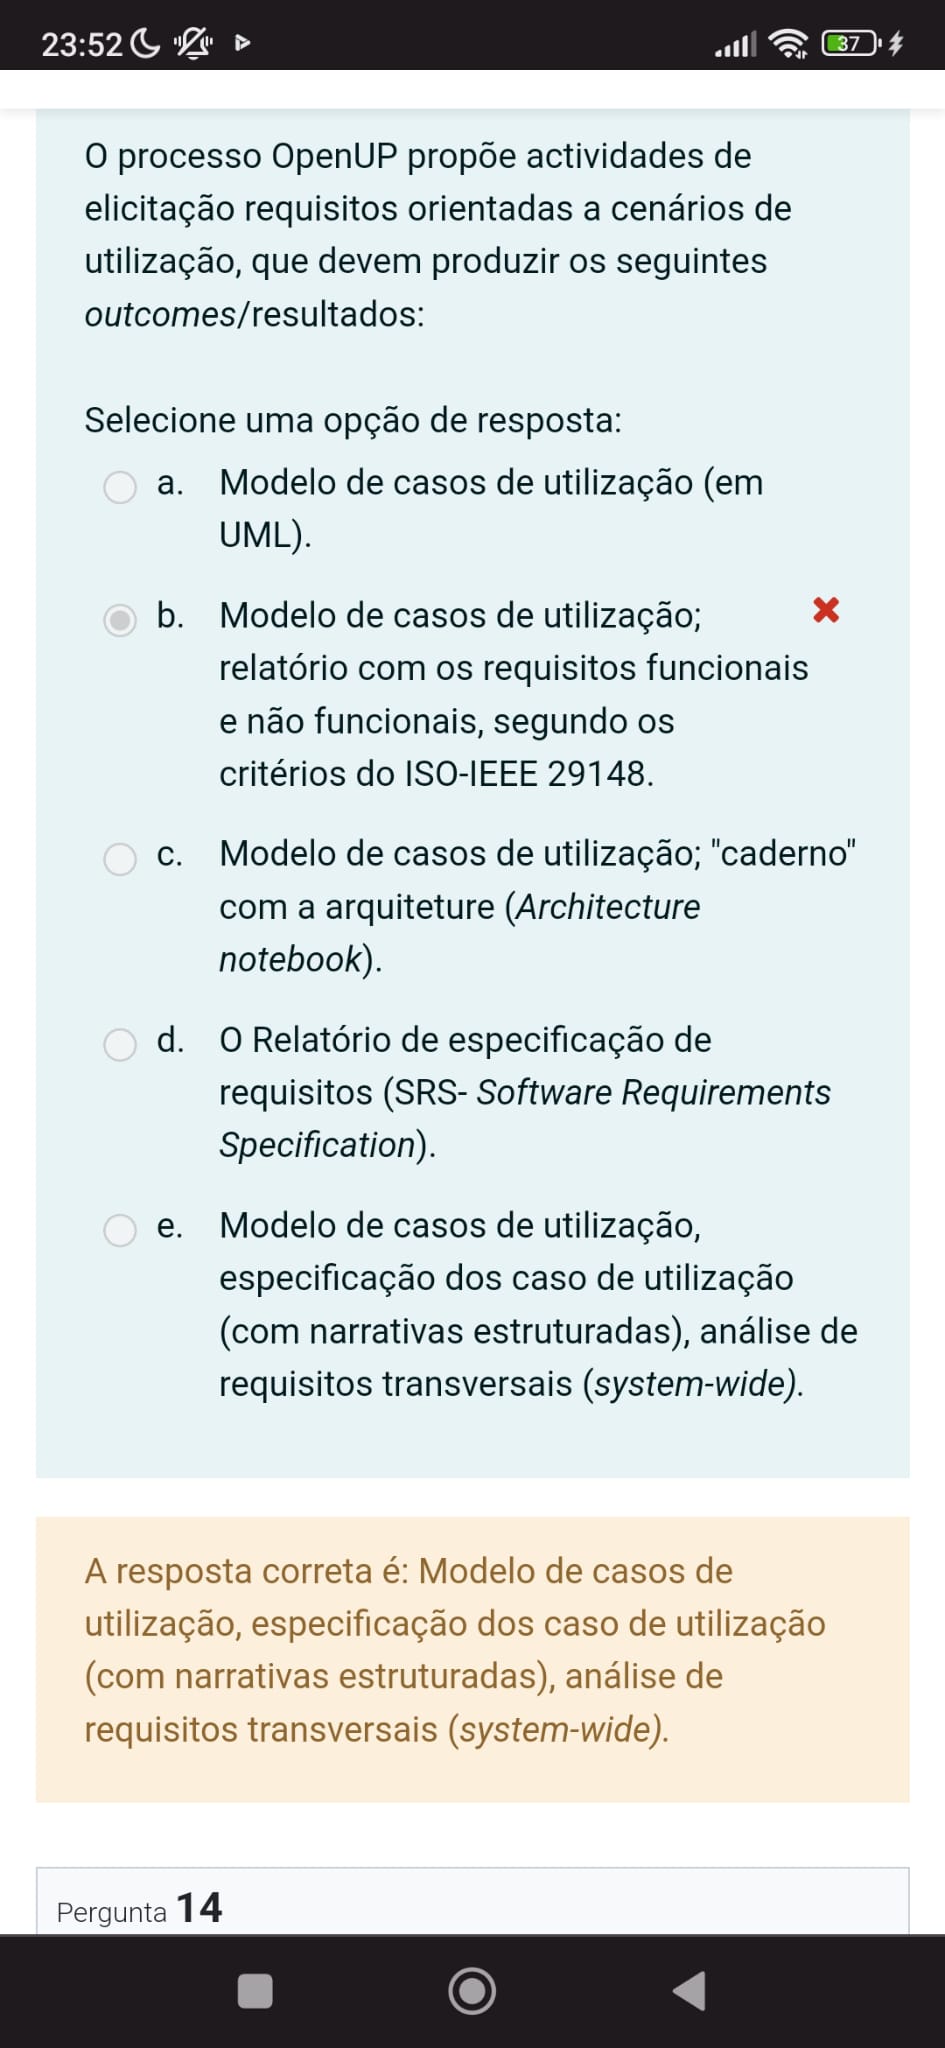 23:52
37
O processo OpenUP propõe actividades de
elicitação requisitos orientadas a cenários de
utilização, que devem produzir os seguintes
outcomes/resultados:
Selecione uma opção de resposta:
a. Modelo de casos de utilização (em
UML).
b. Modelo de casos de utilização;
relatório com os requisitos funcionais
e não funcionais, segundo os
critérios do ISO-IEEE 29148.
c. Modelo de casos de utilização; "caderno"
com a arquiteture (Architecture
notebook).
d. O Relatório de especificação de
requisitos (SRS- Software Requirements
Specification).
e. Modelo de casos de utilização,
especificação dos caso de utilização
(com narrativas estruturadas), análise de
requisitos transversais (system-wide).
A resposta correta é: Modelo de casos de
utilização, especificação dos caso de utilização
(com narrativas estruturadas), análise de
requisitos transversais (system-wide).
Pergunta 14